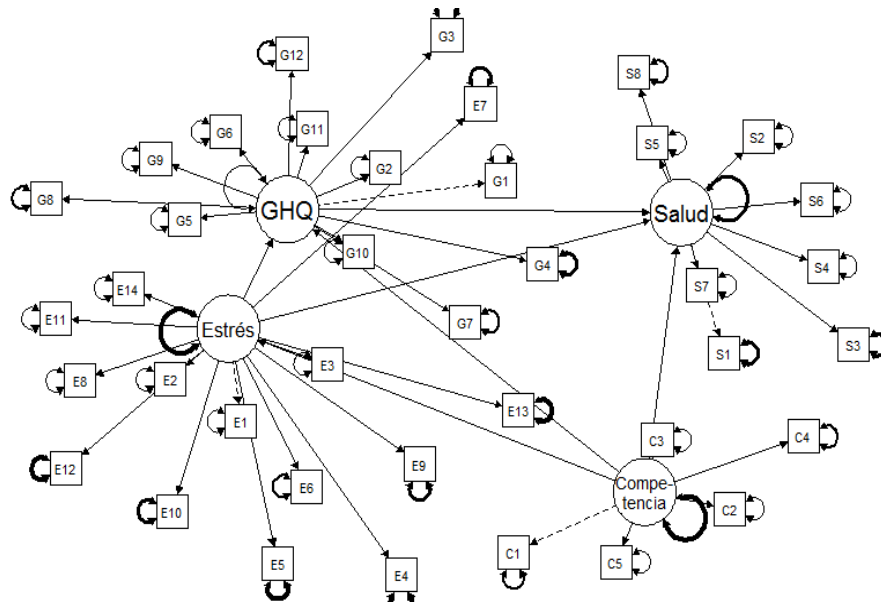 G3
G12
S8
E7
G6
G11
S5
S2
G9
G2
G1
G8
G5
GHQ
Salud
S6
G10
G4
S4
S7
E14
E11
Estrés
G7
S1
S3
E8
E2
E3
E1
E13
C3
C4
E12
E6
E9
Compe-
tencia
E10
C2
C1
C5
E5
E4